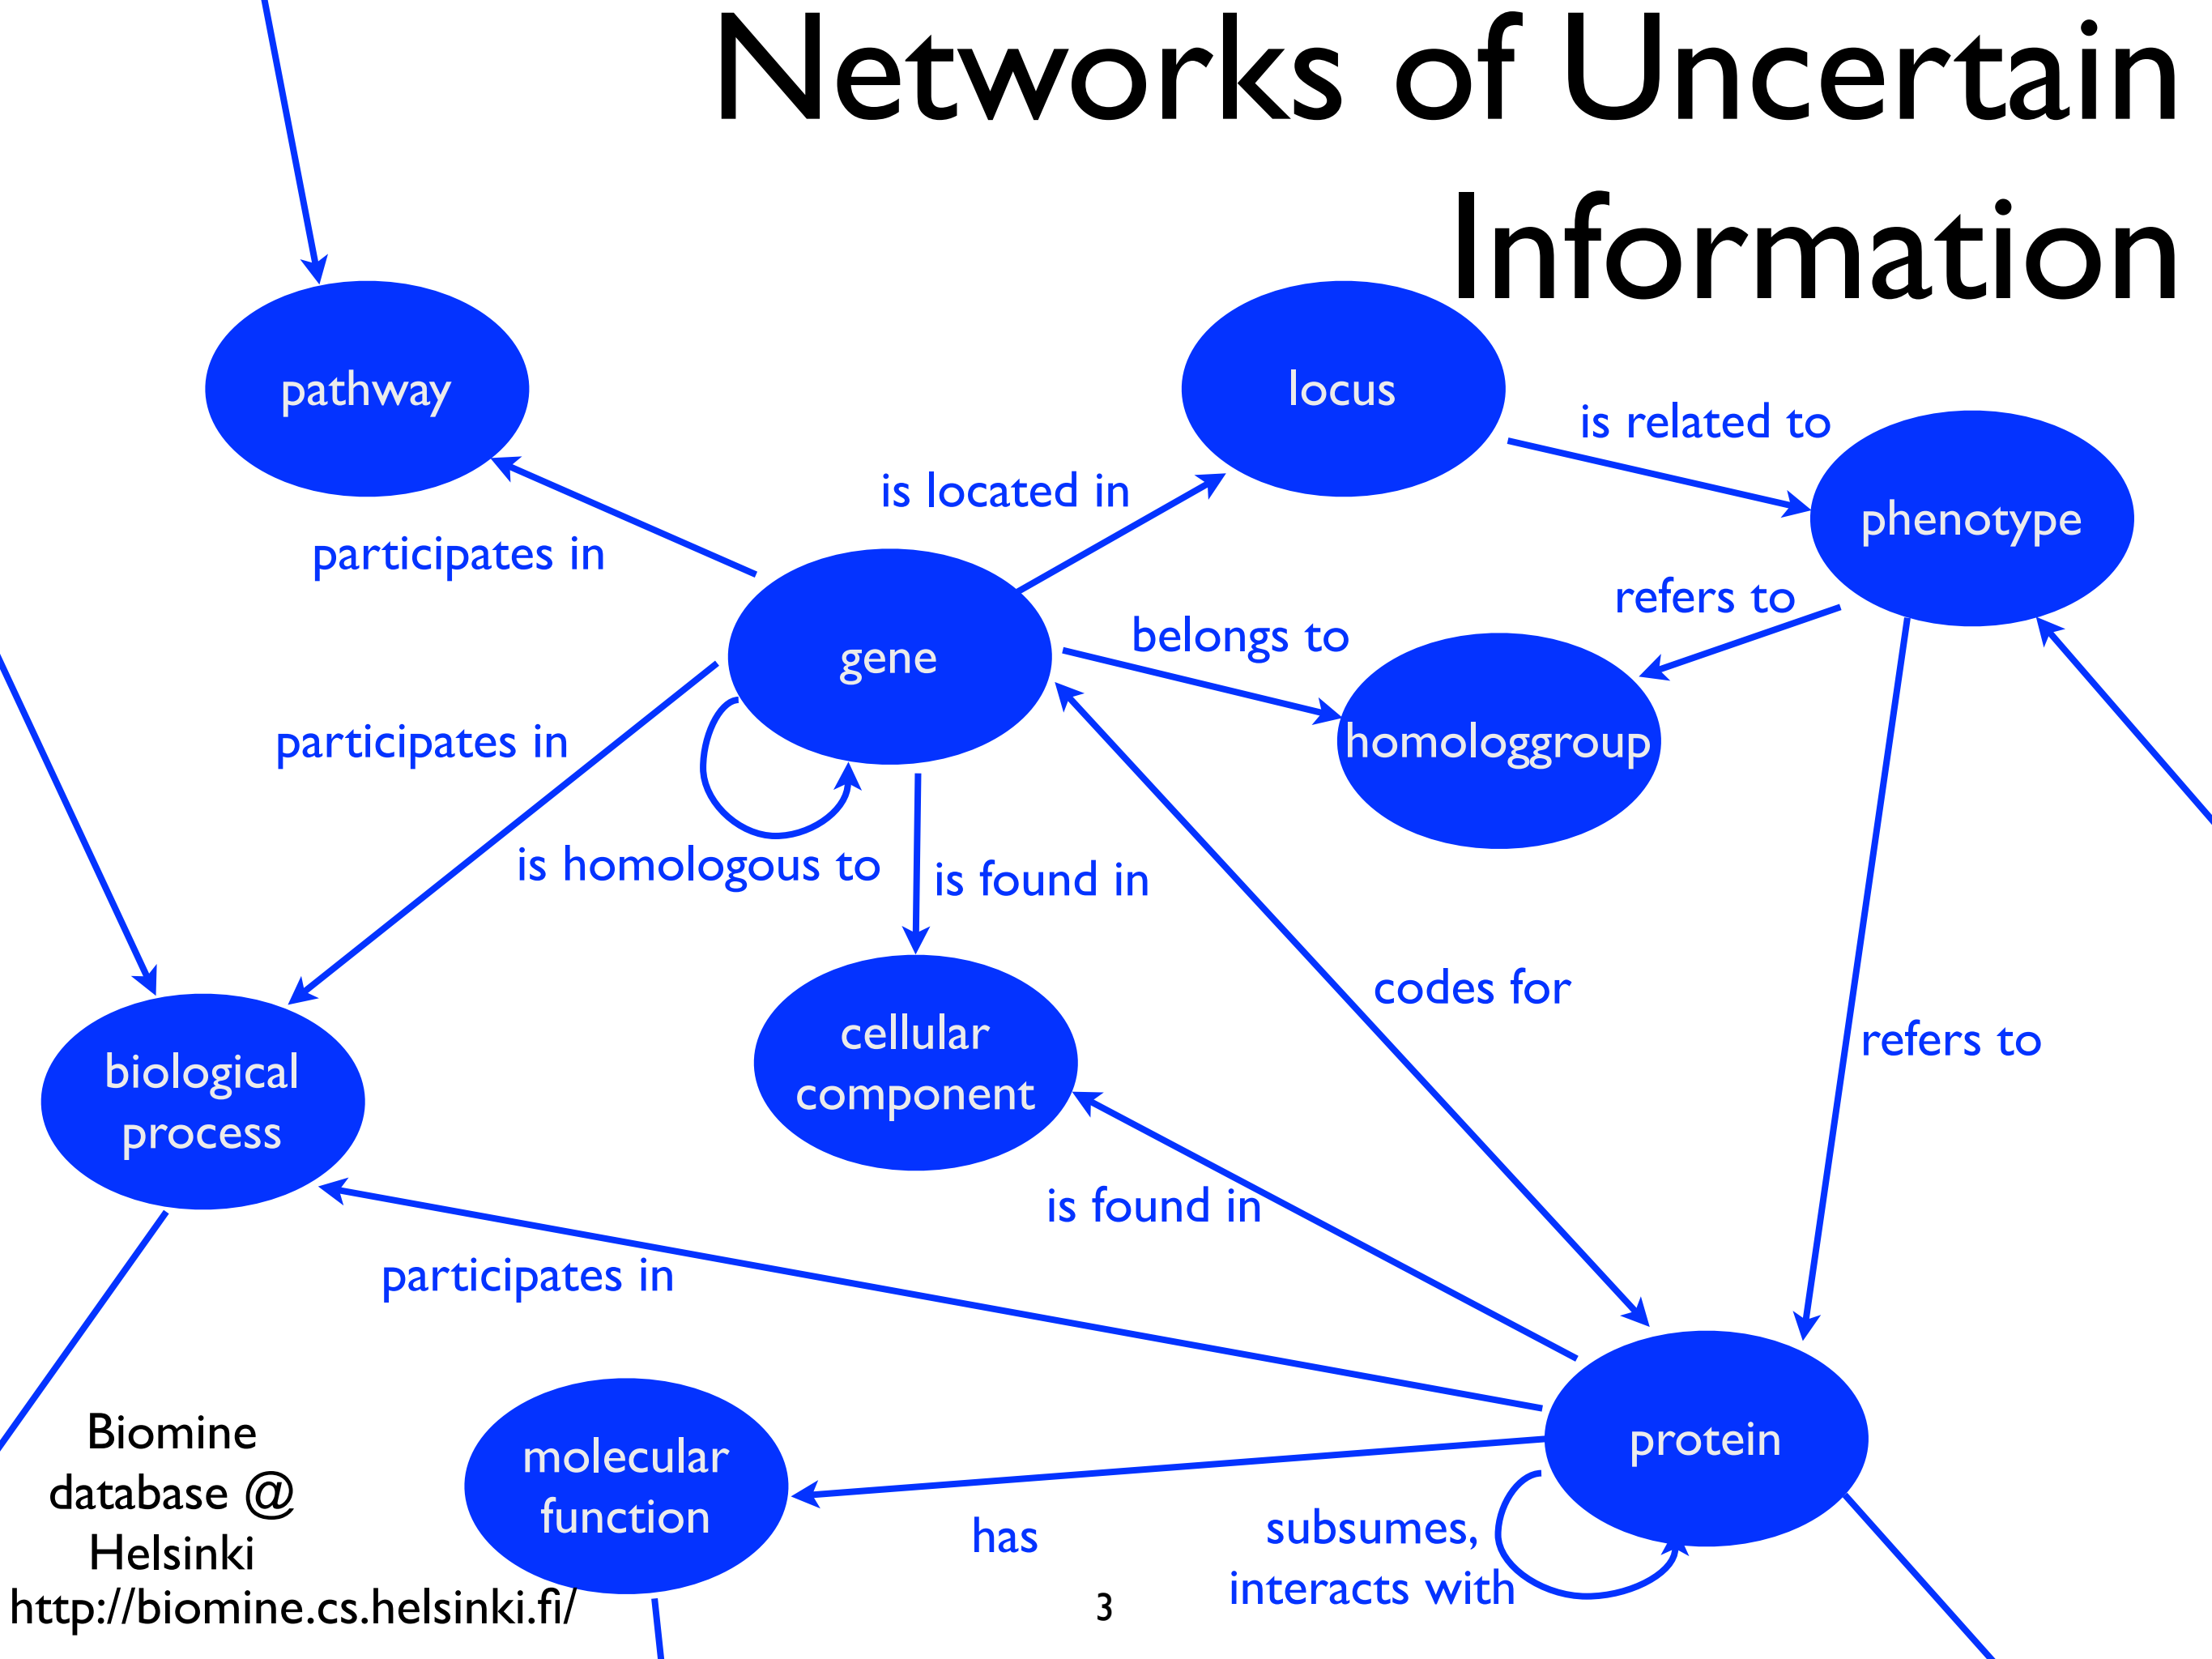 Networks of Uncertain
Information
pathway
locus
is related to
phenotype
is located in
participates in
refers to
belongs to
gene
homologgroup
participates in
is homologous to
is found in
codes for
refers to
cellular
component
biological
process
is found in
participates in
protein
molecular
function
has
subsumes,
interacts with
Biomine
database @
Helsinki
http://biomine.cs.helsinki.fi/
3